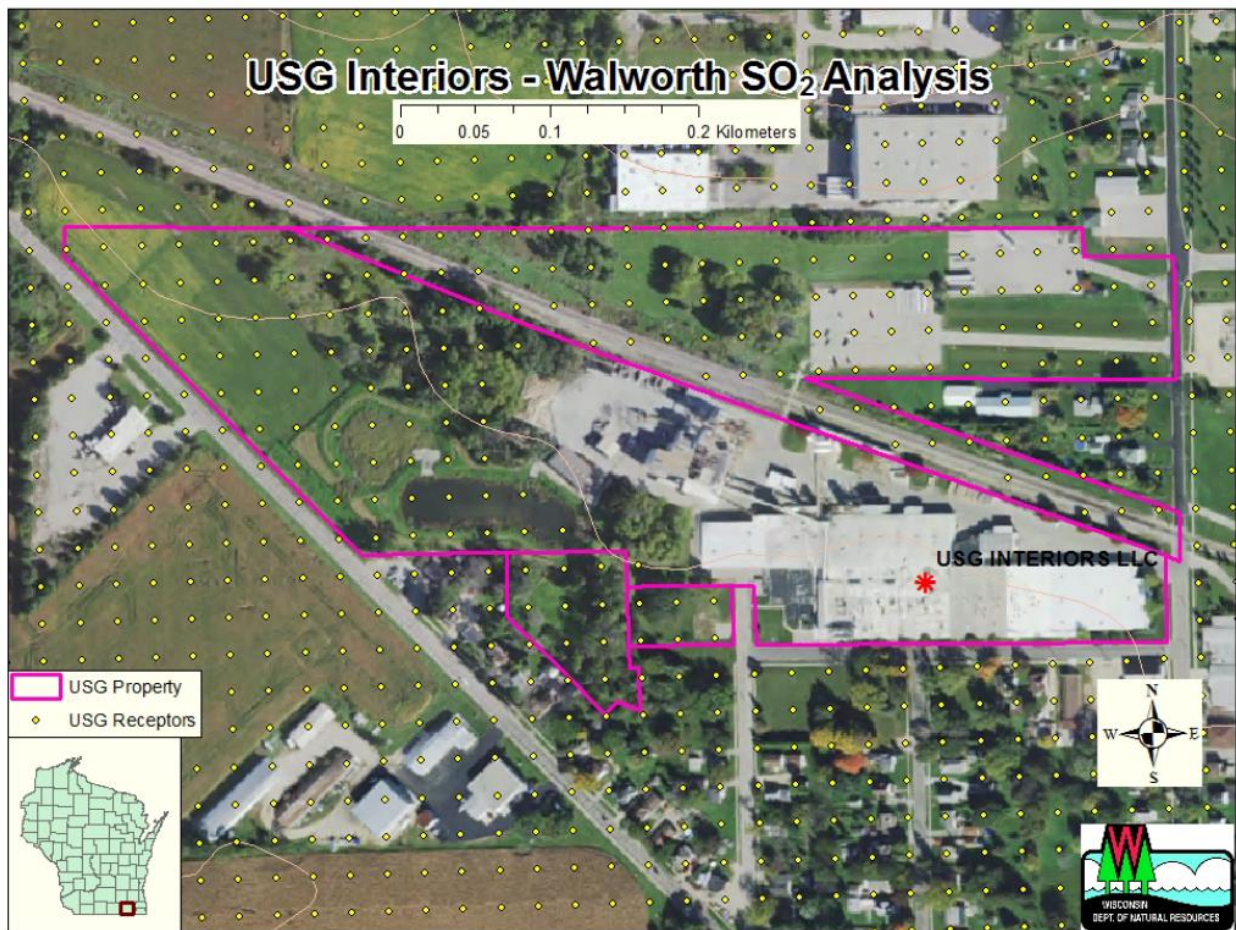 USG Interiors - Walworth SO₂ Analysis
0 0.05 0.1 0.2 Kilometers
USG INTERIORS LLC
USG Property
USG Receptors
N
W E
S
W
WISCONSIN
DEPT. OF NATURAL RESOURCES